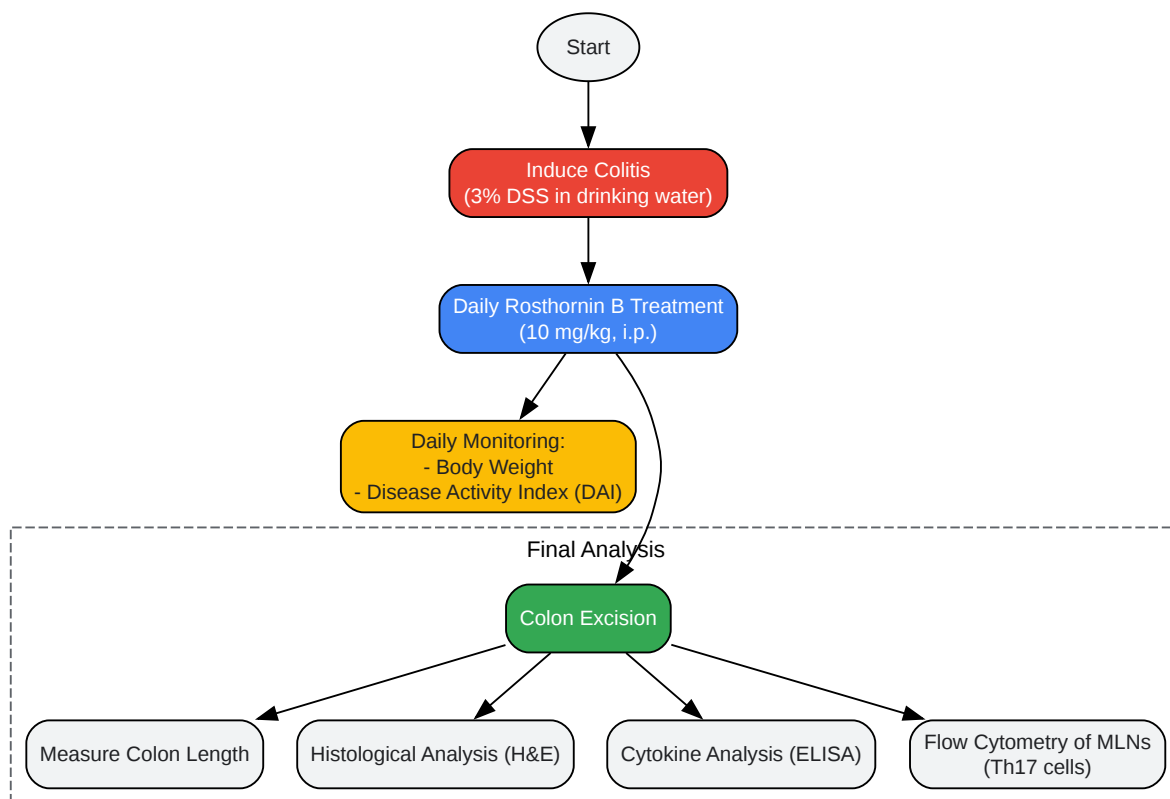 Start
Induce Colitis
(3% DSS in drinking water)
Daily Rosthornin B Treatment
(10 mg/kg, i.p.)
Daily Monitoring:
- Body Weight
- Disease Activity Index (DAI)
Final Analysis
Colon Excision
Measure Colon Length
Histological Analysis (H&E)
Cytokine Analysis (ELISA)
Flow Cytometry of MLNs
(Th17 cells)